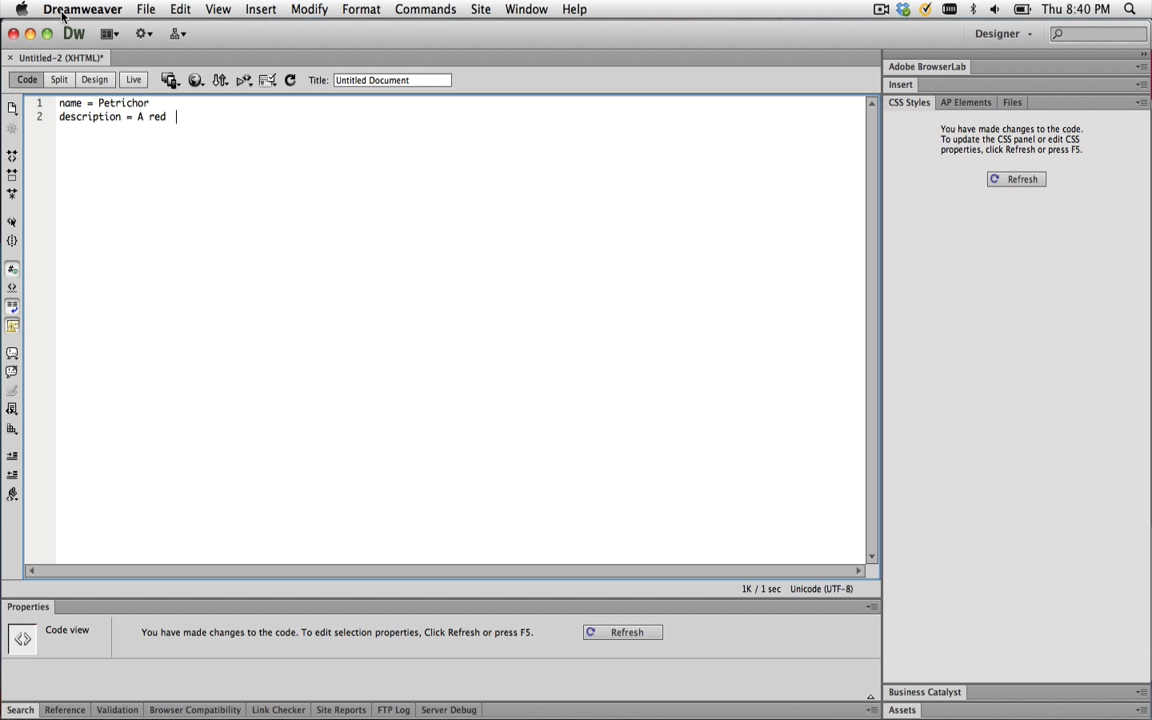 Dreamweaver File Edit View Insert Modify Format Commands Site Window Help Thu 8:40 PM
Dw Designer
× Untitled-2 (XHTML)*
Code Split Design Live Title: Untitled Document
1 name = Petrichor
2 description = A red
1K / 1 sec Unicode (UTF-8)
Properties
Code view
You have made changes to the code. To edit selection properties, Click Refresh or press F5. Refresh
Search Reference Validation Browser Compatibility Link Checker Site Reports FTP Log Server Debug
Adobe BrowserLab
Insert
CSS Styles AP Elements Files
You have made changes to the code.
To update the CSS panel or edit CSS
properties, click Refresh or press F5.
Refresh
Business Catalyst
Assets